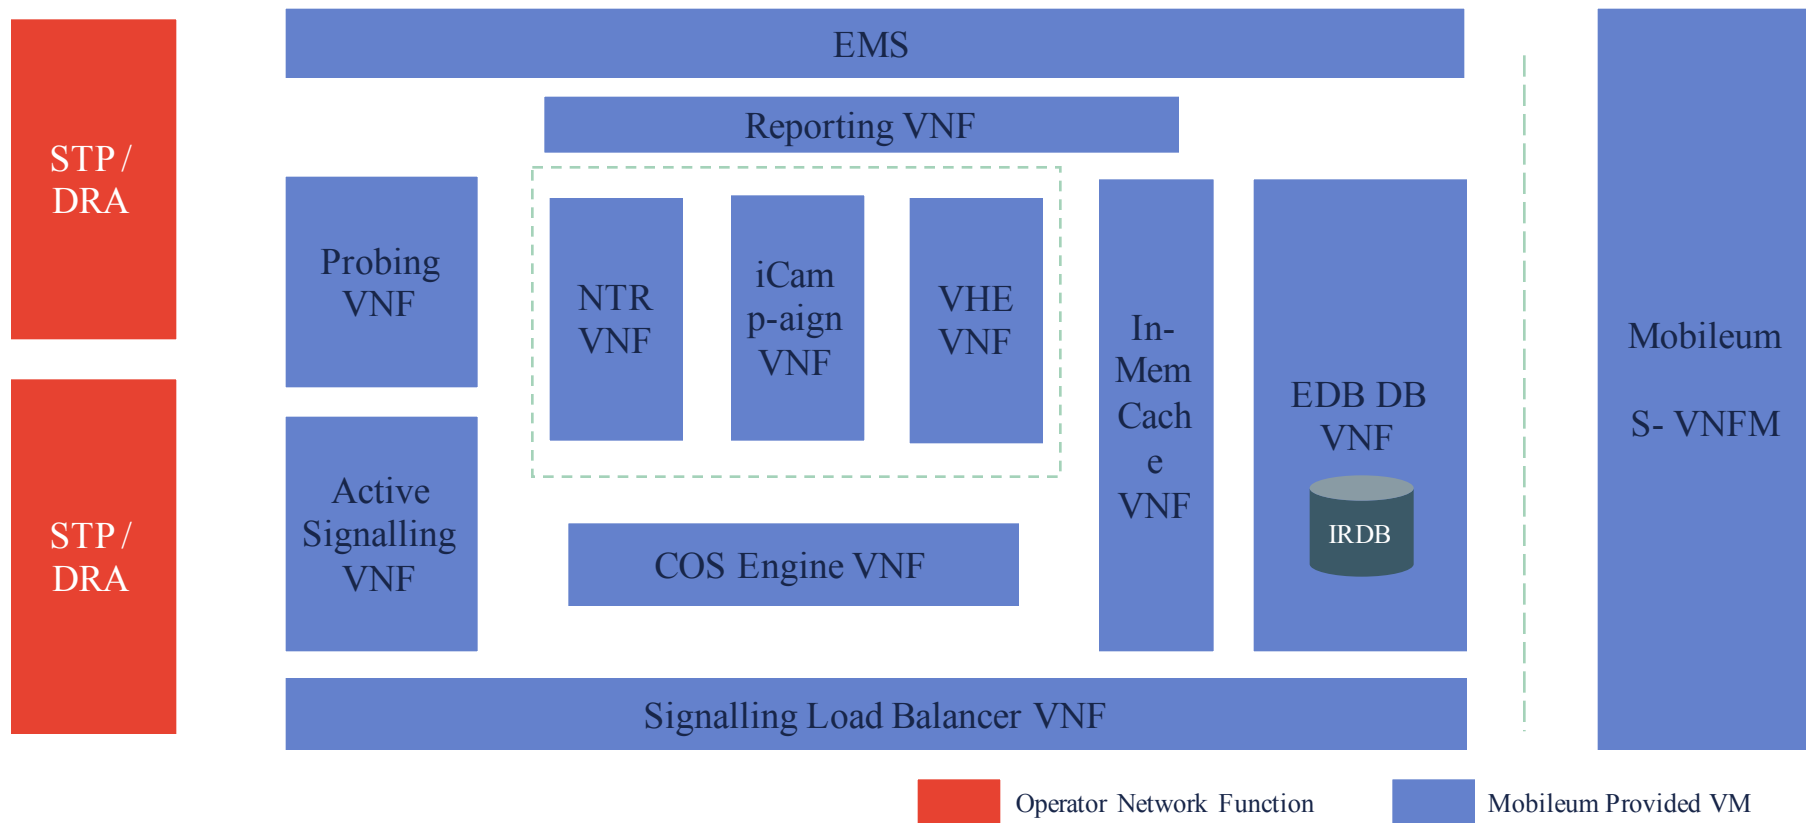 EMS
Reporting VNF
STP /
DRA
Probing
VNF
NTR
VNF
iCam
p-aign
VNF
VHE
VNF
In-
Mem
Cach
e
VNF
EDB DB
VNF
IRDB
Mobileum
S- VNFM
STP /
DRA
Active
Signalling
VNF
COS Engine VNF
Signalling Load Balancer VNF
Operator Network Function
Mobileum Provided VM